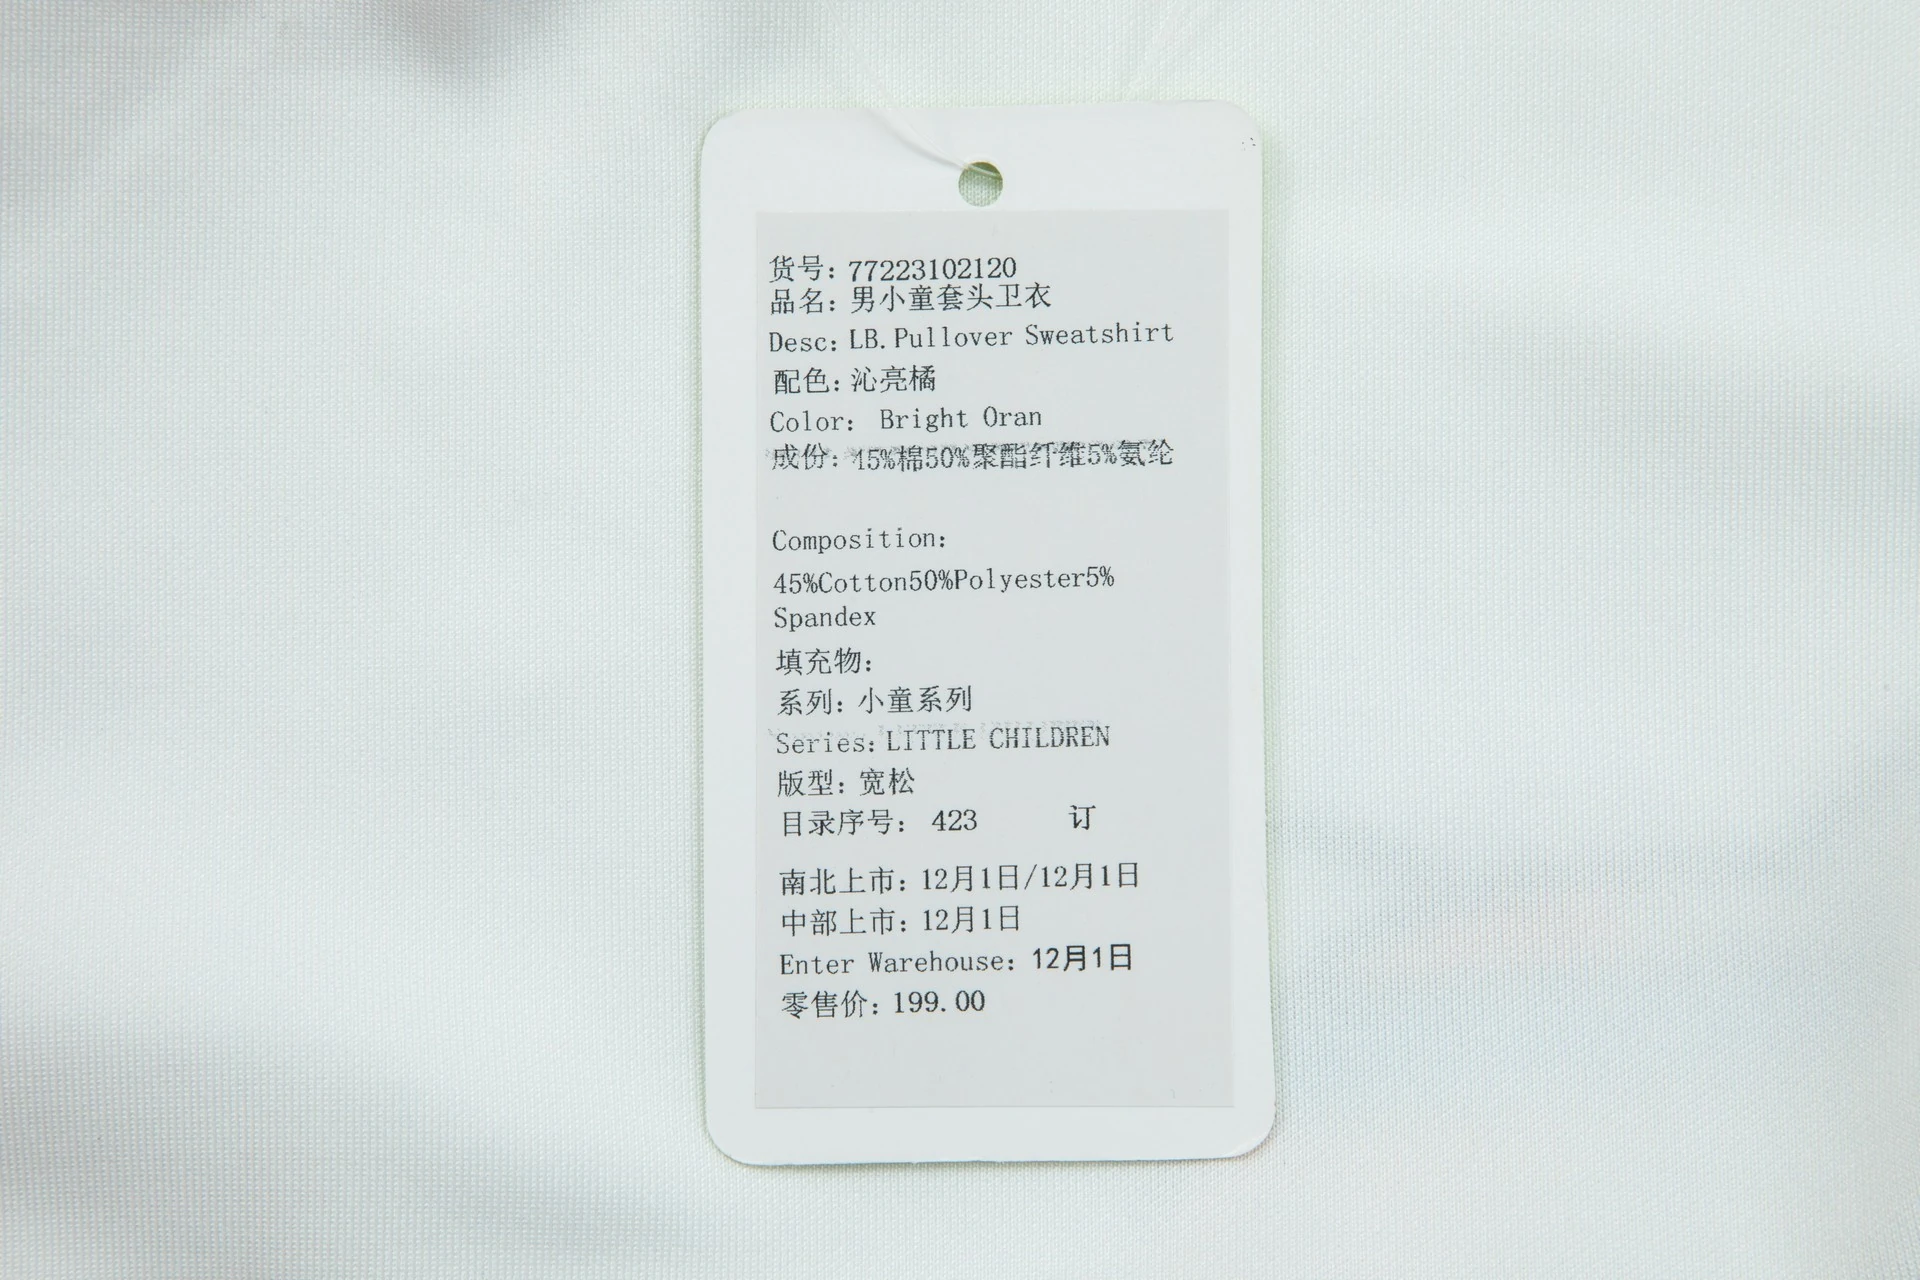 货号: 77223102120
品名: 男小童套头卫衣
Desc: LB.Pullover Sweatshirt
配色: 沁亮橘
Color: Bright Oran
成份: 45%棉50%聚酯纤维5%氨纶
Composition:
45%Cotton50%Polyester5%
Spandex
填充物:
系列: 小童系列
Series: LITTLE CHILDREN
版型: 宽松
目录序号: 423 订
南北上市: 12月1日/12月1日
中部上市: 12月1日
Enter Warehouse: 12月1日
零售价: 199.00